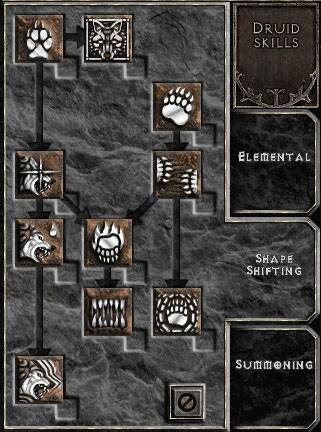 DRUID
SKILLS
ELEMENTAL
SHAPE
SHIFTING
SUMMONING